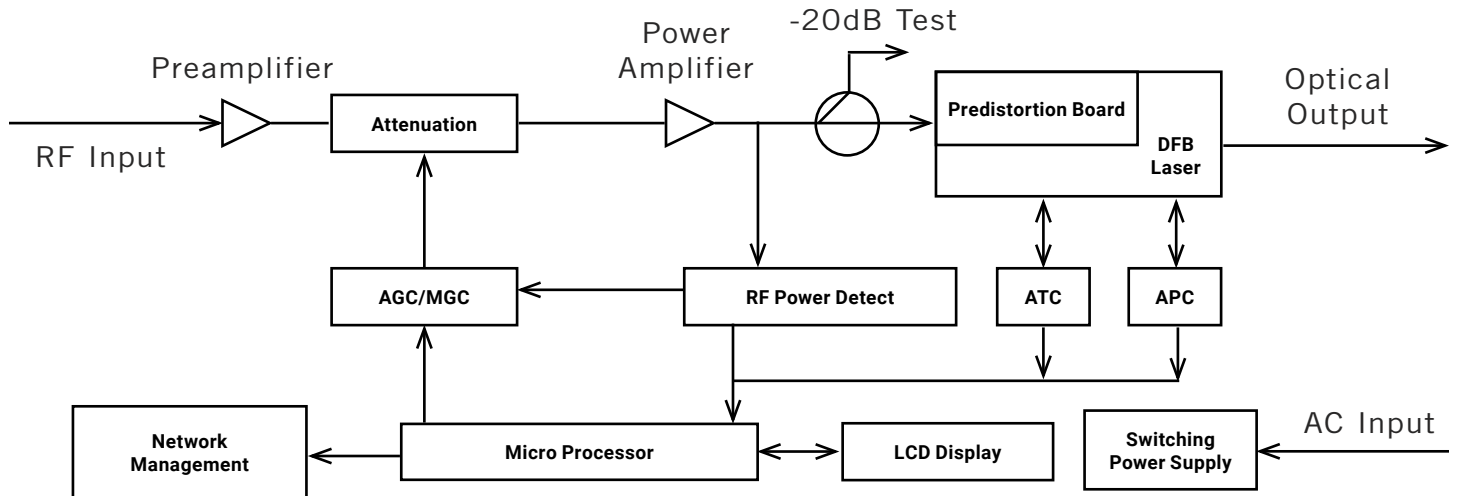 -20dB Test
Power
Amplifier
Preamplifier
Optical
Output
Predistortion Board
Attenuation
DFB
Laser
RF Input
AGC/MGC
RF Power Detect
ATC
APC
Network
Management
Micro Processor
LCD Display
Switching
Power Supply
AC Input